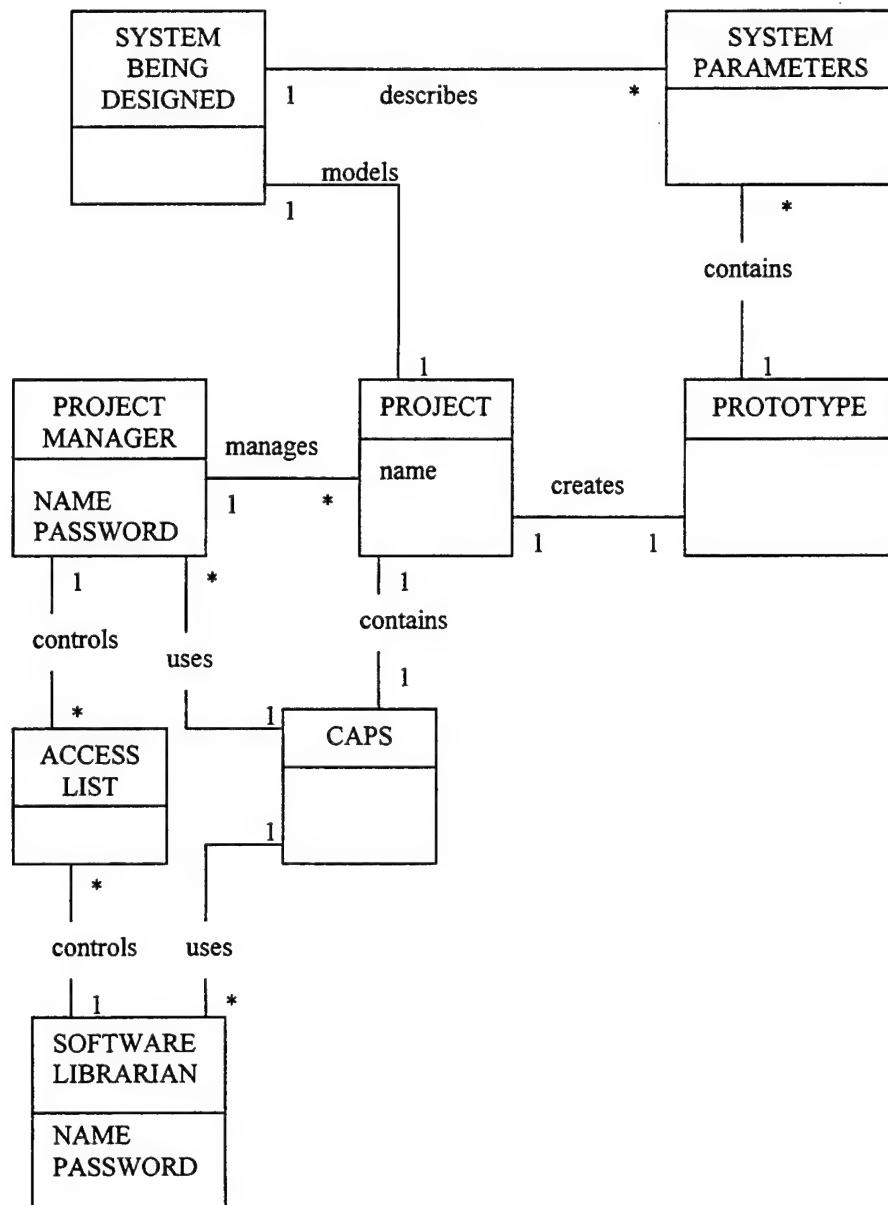 SYSTEM
BEING
DESIGNED
SYSTEM
PARAMETERS
1
describes
*
models
1
*
contains
1
1
PROJECT
MANAGER
NAME
PASSWORD
manages
1
*
PROJECT
name
creates
1
1
PROTOTYPE
1
*
1
controls
uses
contains
*
1
1
ACCESS
LIST
CAPS
1
*
controls
uses
1
*
SOFTWARE
LIBRARIAN
NAME
PASSWORD